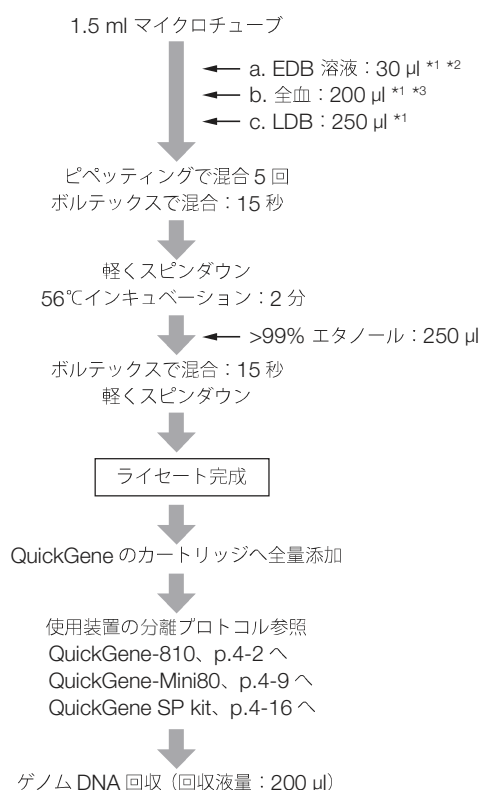 1.5 ml マイクロチューブ
a. EDB 溶液：30 µl *1 *2
b. 全血：200 µl *1 *3
c. LDB：250 µl *1
ピペッティングで混合 5 回
ボルテックスで混合：15 秒
軽くスピンダウン
56℃インキュベーション：2 分
>99% エタノール：250 µl
ボルテックスで混合：15 秒
軽くスピンダウン
ライセート完成
QuickGene のカートリッジへ全量添加
使用装置の分離プロトコル参照
QuickGene-810、p.4-2 へ
QuickGene-Mini80、p.4-9 へ
QuickGene SP kit、p.4-16 へ
ゲノム DNA 回収（回収液量：200 µl）